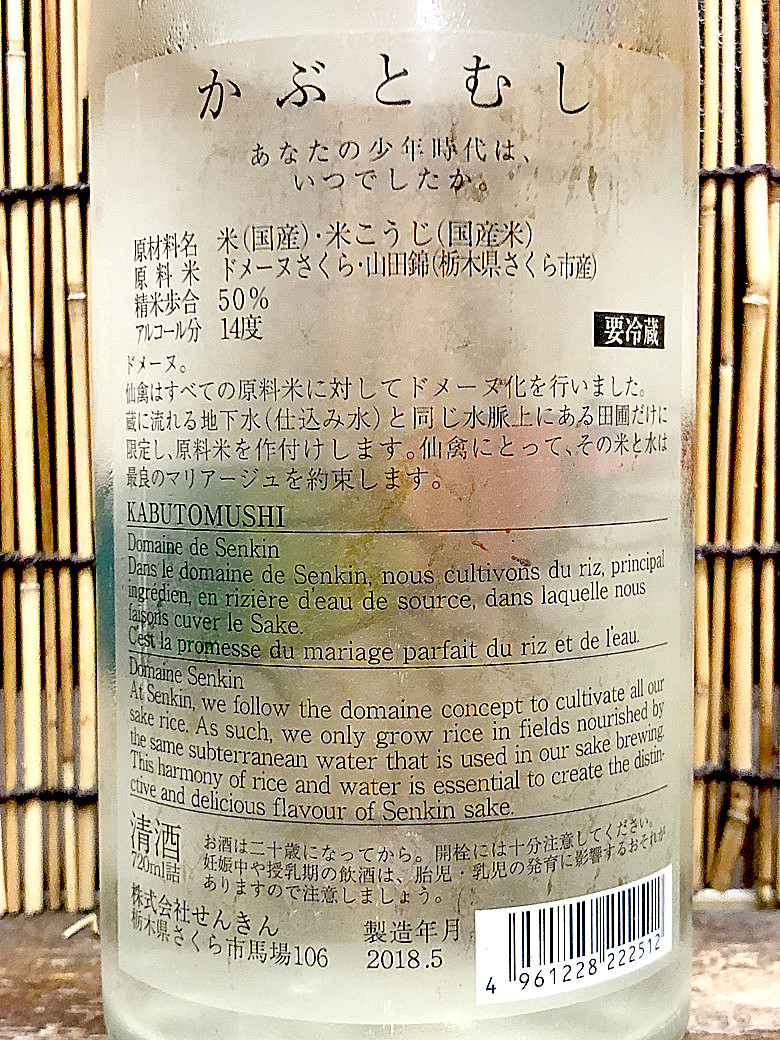 かぶとむし
あなたの少年時代は、
いつでしたか。
原材料名 米(国産)・米こうじ(国産米)
原料米 ドメーヌさくら・山田錦(栃木県さくら市産)
精米歩合 50%
アルコール分 14度
要冷蔵
ドメーヌ。
仙禽はすべての原料米に対してドメーヌ化を行いました。
蔵に流れる地下水(仕込み水)と同じ水脈上にある田圃だけに
限定し、原料米を作付けします。仙禽にとって、その米と水は
最良のマリアージュを約束します。
KABUTOMUSHI
Domaine de Senkin
Dans le domaine de Senkin, nous cultivons du riz, principal
ingrédien, en rizière d'eau de source, dans laquelle nous
faisons cuver le Sake.
C'est la promesse du mariage parfait du riz et de l'eau.
Domaine Senkin
At Senkin, we follow the domaine concept to cultivate all our
sake rice. As such, we only grow rice in fields nourished by
the same subterranean water that is used in our sake brewing.
This harmony of rice and water is essential to create the distin-
ctive and delicious flavour of Senkin sake.
清酒
720ml詰
お酒は二十歳になってから。開栓には十分注意してください。
妊娠中や授乳期の飲酒は、胎児・乳児の発育に影響するおそれが
ありますので注意しましょう。
株式会社せんきん
栃木県さくら市馬場106
製造年月
2018.5
4 961228 222512